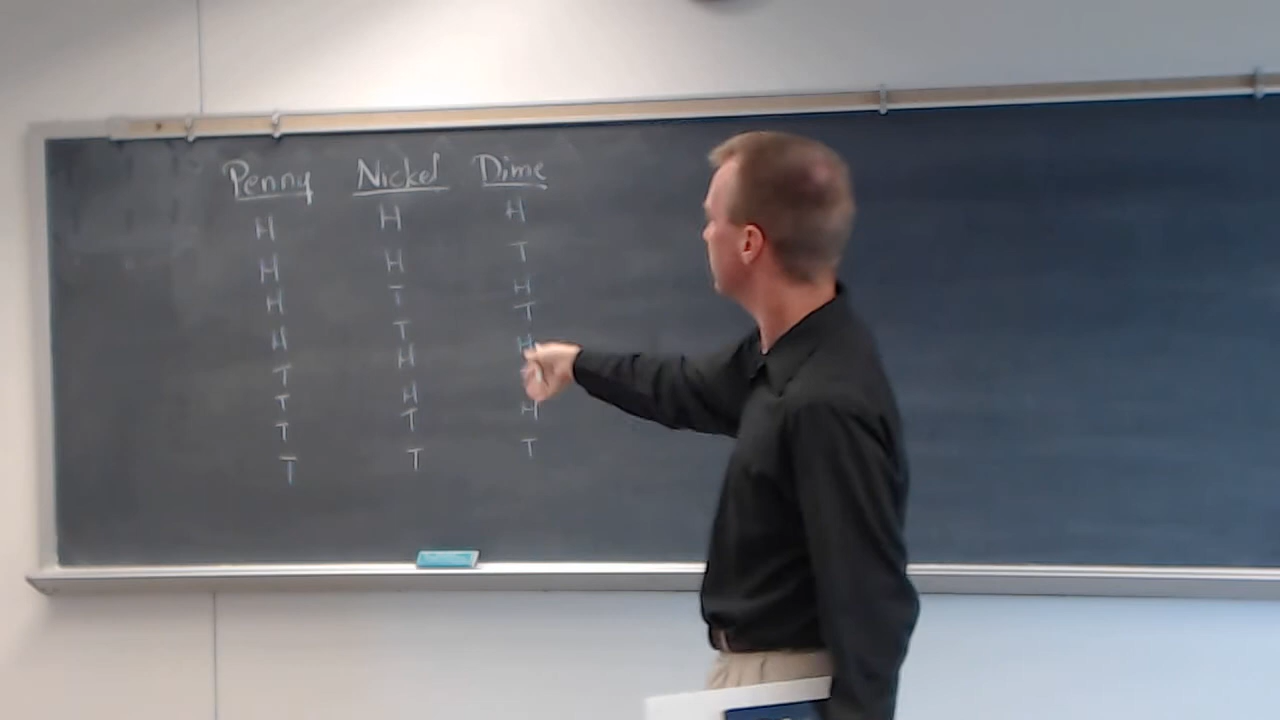 Penny Nickel Dime
H H H
H H T
H T H
H T T
T H H
T H
T T H
T T T